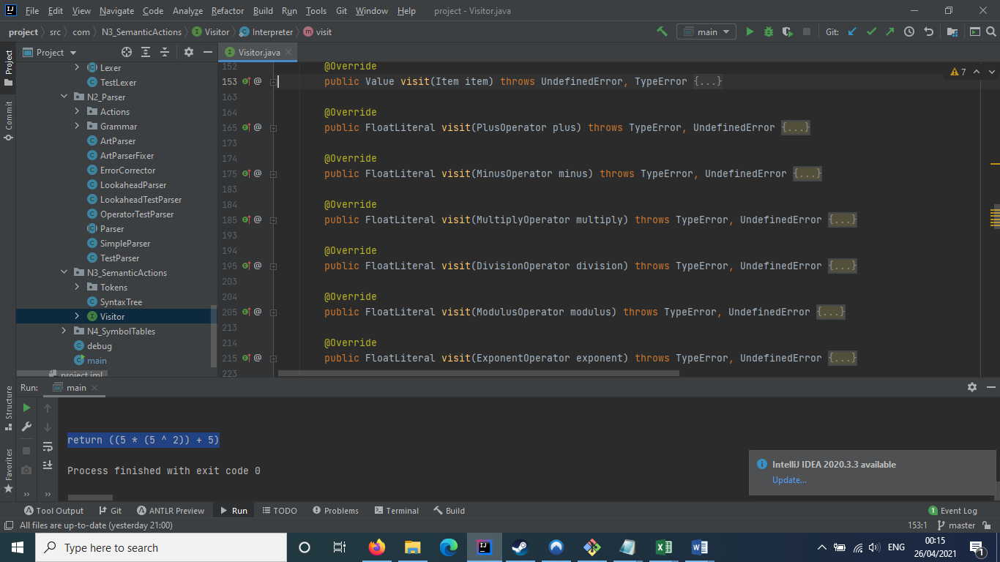 File Edit View Navigate Code Analyze Refactor Build Run Tools Git Window Help project - Visitor.java
project src com N3_SemanticActions Visitor Interpreter visit main Git:
Project Visitor.java
Lexer
TestLexer
N2_Parser
Actions
Grammar
ArtParser
ArtParserFixer
ErrorCorrector
LookaheadParser
LookaheadTestParser
OperatorTestParser
Parser
SimpleParser
TestParser
N3_SemanticActions
Tokens
SyntaxTree
Visitor
N4_SymbolTables
debug
main
project.iml
Project
Commit
Structure
Favorites
7
152 @Override
153 @ public Value visit(Item item) throws UndefinedError, TypeError {...}
163
164 @Override
165 @ public FloatLiteral visit(PlusOperator plus) throws TypeError, UndefinedError {...}
173
174 @Override
175 @ public FloatLiteral visit(MinusOperator minus) throws TypeError, UndefinedError {...}
183
184 @Override
185 @ public FloatLiteral visit(MultiplyOperator multiply) throws TypeError, UndefinedError {...}
193
194 @Override
195 @ public FloatLiteral visit(DivisionOperator division) throws TypeError, UndefinedError {...}
203
204 @Override
205 @ public FloatLiteral visit(ModulusOperator modulus) throws TypeError, UndefinedError {...}
213
214 @Override
215 @ public FloatLiteral visit(ExponentOperator exponent) throws TypeError, UndefinedError {...}
223
Run: main
return ((5 * (5 ^ 2)) + 5)
Process finished with exit code 0
IntelliJ IDEA 2020.3.3 available
Update...
Tool Output Git ANTLR Preview Run TODO Problems Terminal Build 1 Event Log
All files are up-to-date (yesterday 21:00) 153:1 master
Type here to search ENG 00:15
26/04/2021 1